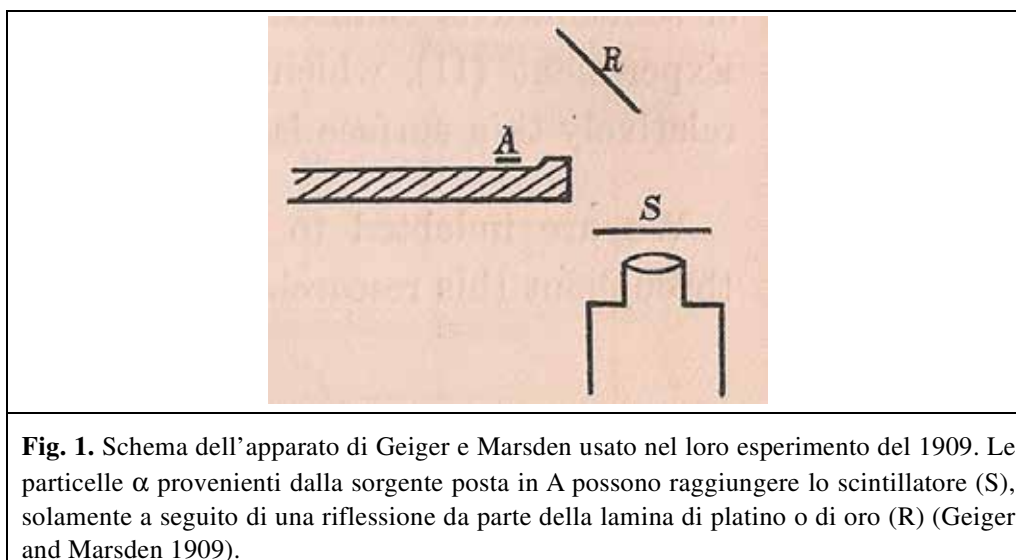 R
A
S
Fig. 1. Schema dell'apparato di Geiger e Marsden usato nel loro esperimento del 1909. Le
particelle α provenienti dalla sorgente posta in A possono raggiungere lo scintillatore (S),
solamente a seguito di una riflessione da parte della lamina di platino o di oro (R) (Geiger
and Marsden 1909).